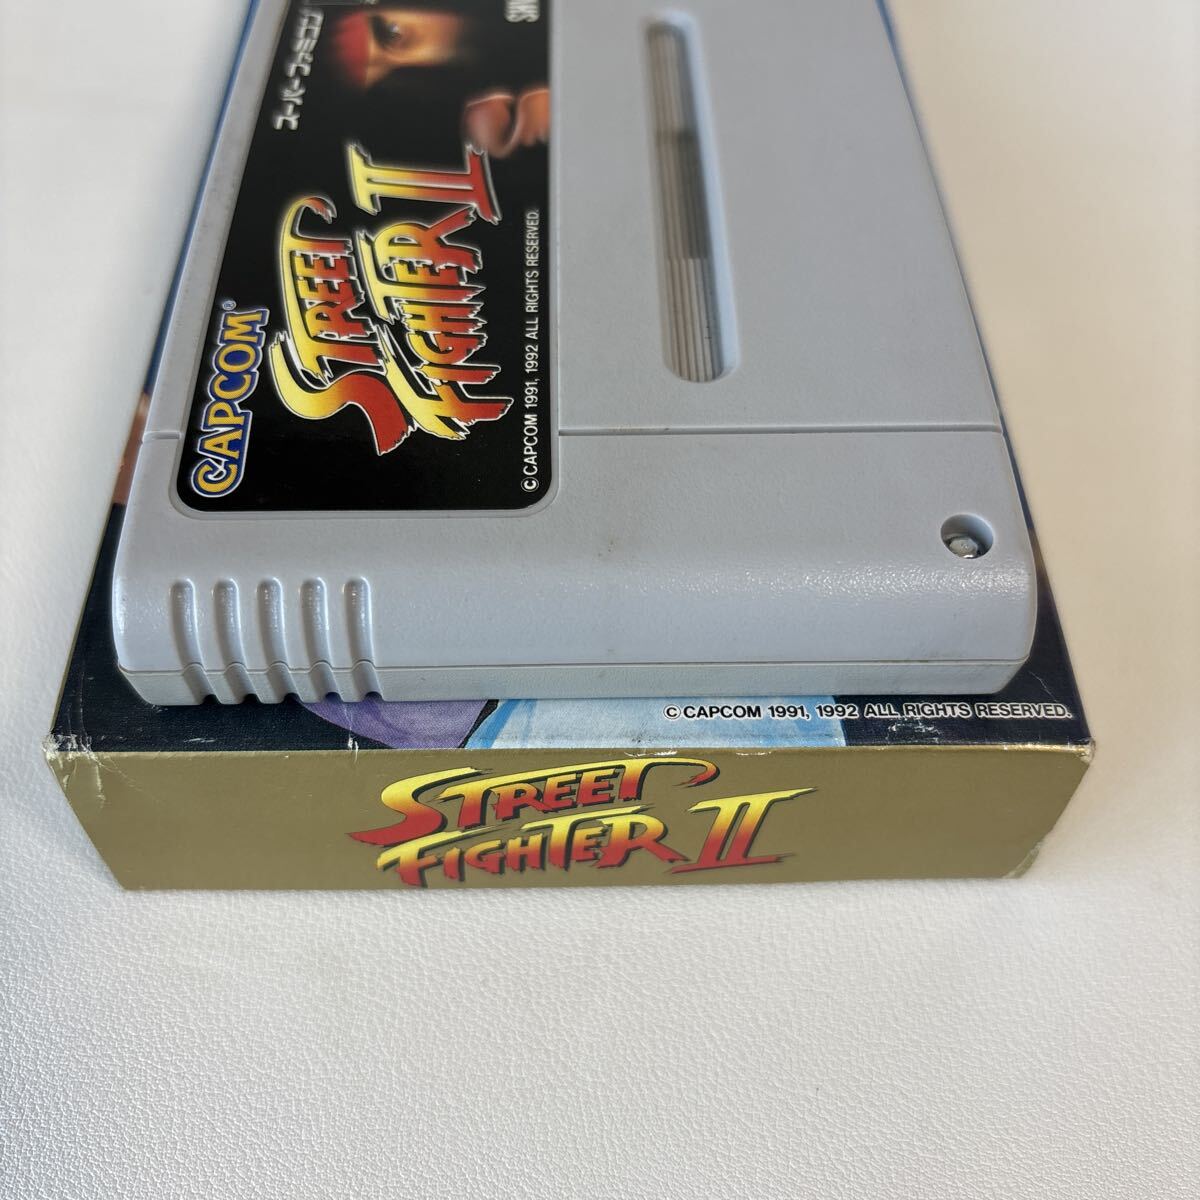 スーパーファミコン
CAPCOM®
STREET
FIGHTER II
© CAPCOM 1991, 1992 ALL RIGHTS RESERVED.
© CAPCOM 1991, 1992 ALL RIGHTS RESERVED.
STREET
FIGHTER II